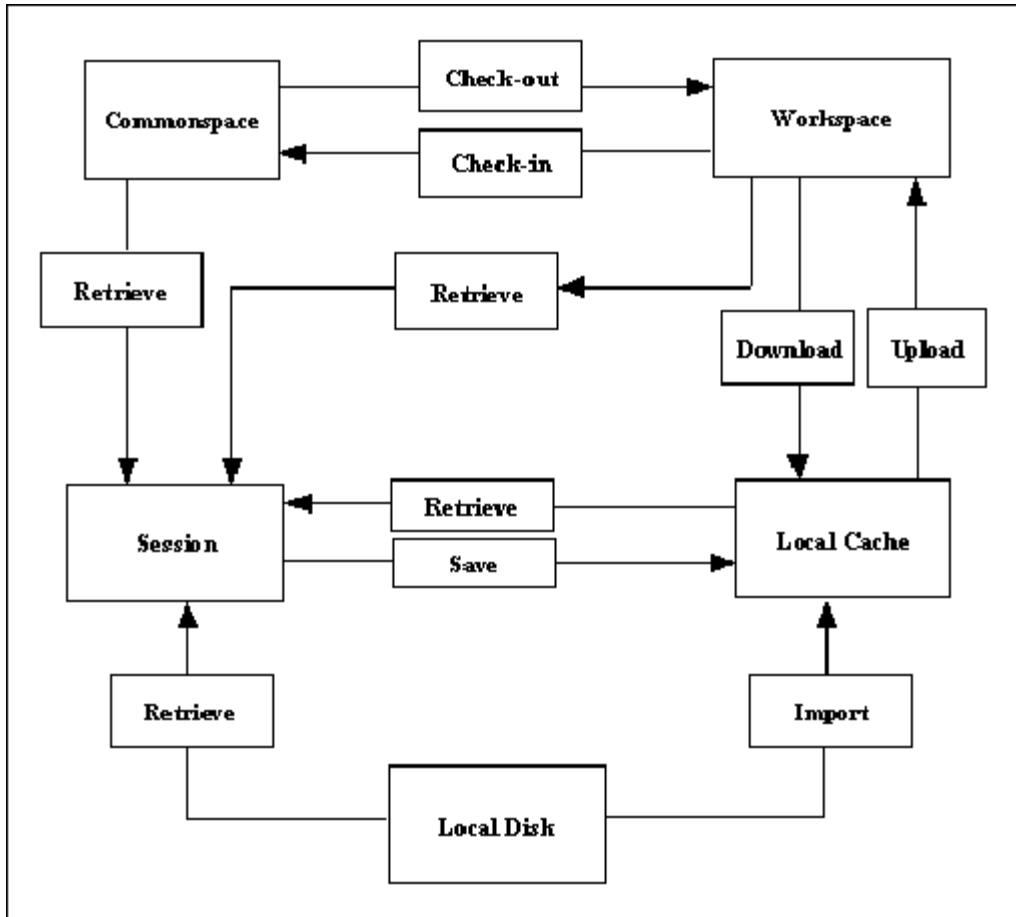 Check-out
Commonspace
Workspace
Check-in
Retrieve
Retrieve
Download
Upload
Retrieve
Session
Local Cache
Save
Retrieve
Import
Local Disk